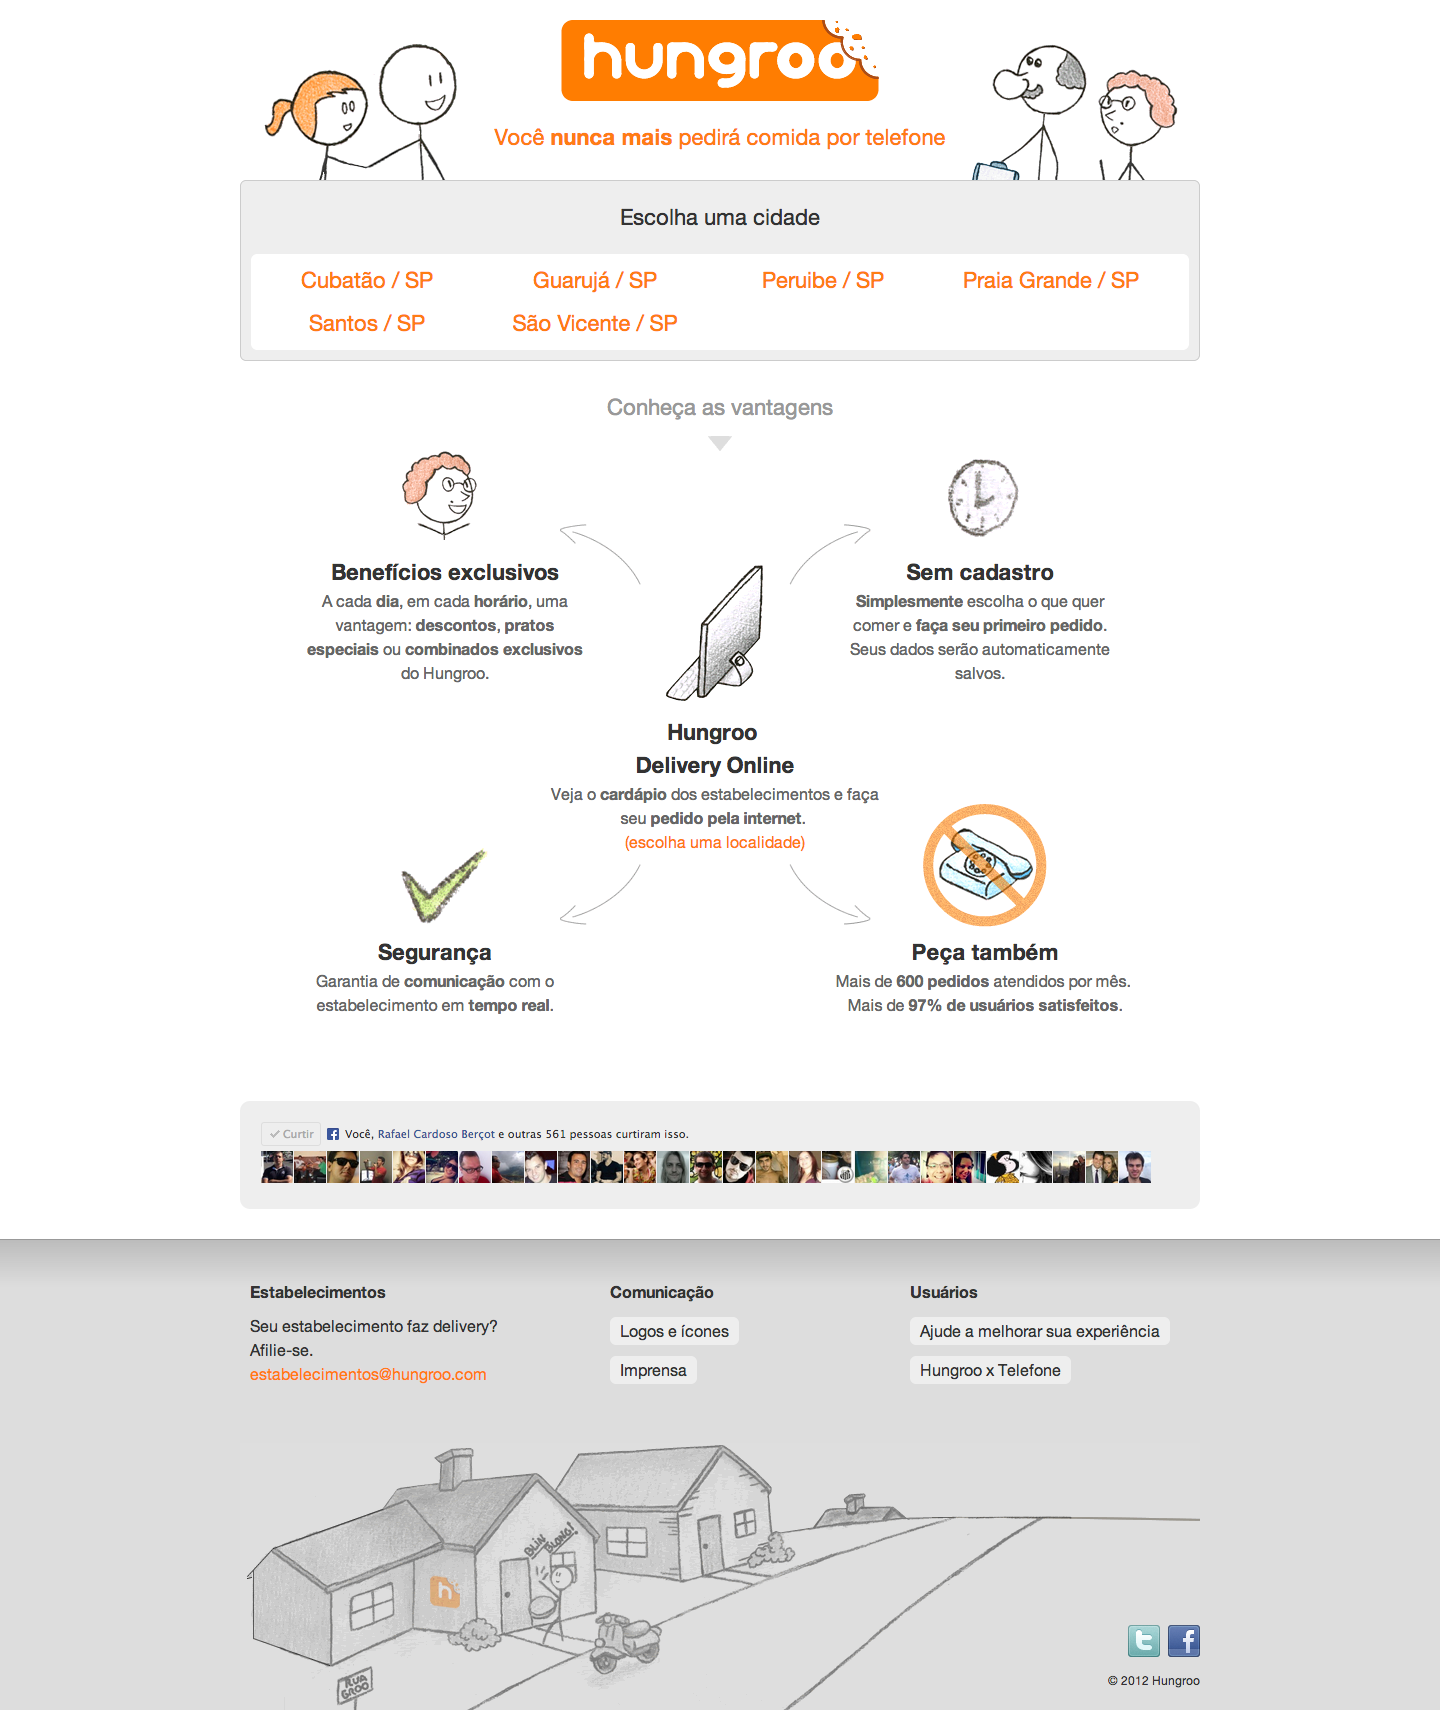 hungroo
Você nunca mais pedirá comida por telefone
Escolha uma cidade
Cubatão / SP
Guarujá / SP
Peruibe / SP
Praia Grande / SP
Santos / SP
São Vicente / SP
Conheça as vantagens
Benefícios exclusivos
A cada dia, em cada horário, uma
vantagem: descontos, pratos
especiais ou combinados exclusivos
do Hungroo.
Sem cadastro
Simplesmente escolha o que quer
comer e faça seu primeiro pedido.
Seus dados serão automaticamente
salvos.
Hungroo
Delivery Online
Veja o cardápio dos estabelecimentos e faça
seu pedido pela internet.
(escolha uma localidade)
Segurança
Garantia de comunicação com o
estabelecimento em tempo real.
Peça também
Mais de 600 pedidos atendidos por mês.
Mais de 97% de usuários satisfeitos.
Curtir
Você, Rafael Cardoso Berçot e outras 561 pessoas curtiram isso.
Estabelecimentos
Seu estabelecimento faz delivery?
Afilie-se.
estabelecimentos@hungroo.com
Comunicação
Logos e ícones
Imprensa
Usuários
Ajude a melhorar sua experiência
Hungroo x Telefone
BLIN
BLONG!
h
RUA
GROO
© 2012 Hungroo